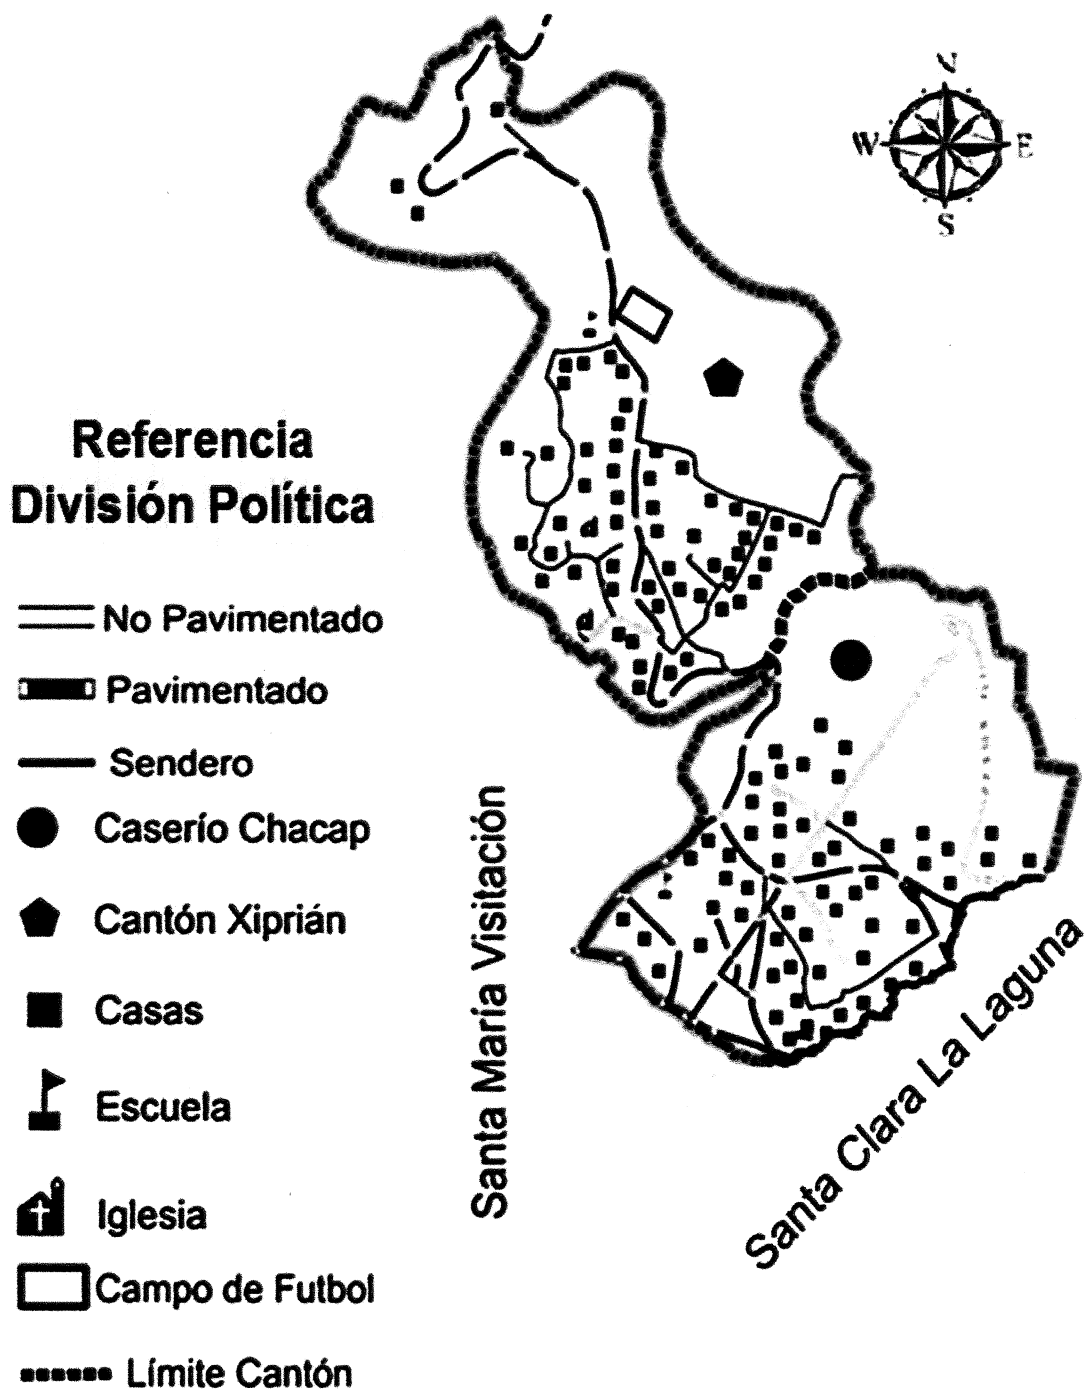 N
W E
S
Referencia
División Política
No Pavimentado
Pavimentado
Sendero
Caserío Chacap
Cantón Xiprián
Casas
Escuela
Iglesia
Campo de Futbol
Límite Cantón
Santa María Visitación
Santa Clara La Laguna